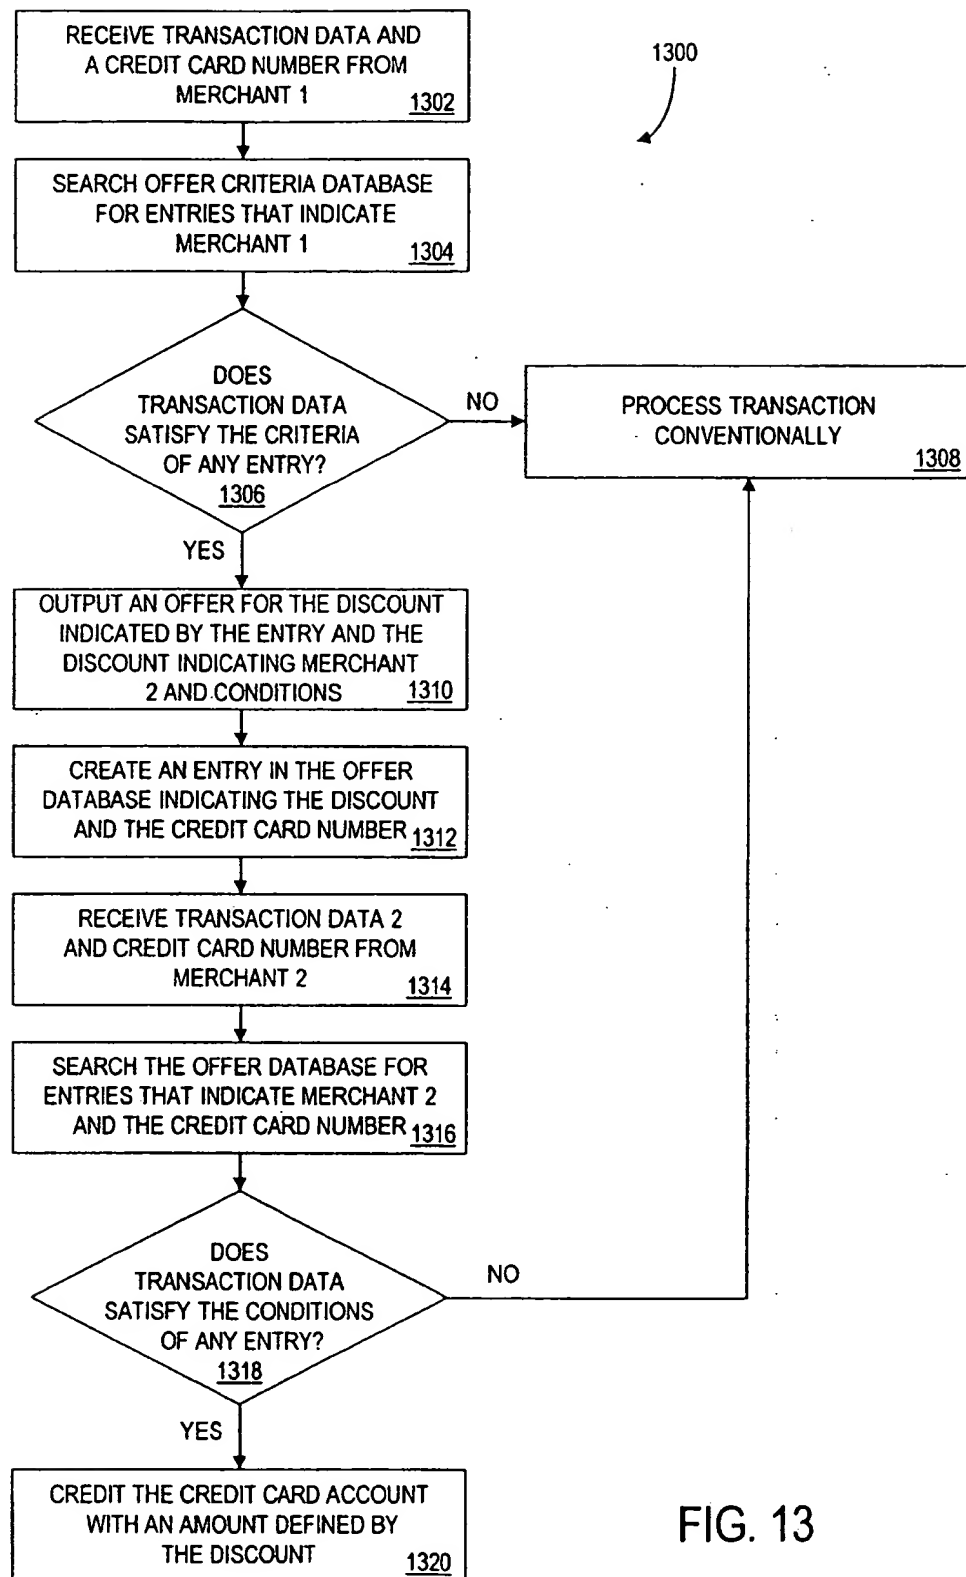 RECEIVE TRANSACTION DATA AND
A CREDIT CARD NUMBER FROM
MERCHANT 1
1302
1300
SEARCH OFFER CRITERIA DATABASE
FOR ENTRIES THAT INDICATE
MERCHANT 1
1304
DOES
TRANSACTION DATA
SATISFY THE CRITERIA
OF ANY ENTRY?
1306
NO
PROCESS TRANSACTION
CONVENTIONALLY
1308
YES
OUTPUT AN OFFER FOR THE DISCOUNT
INDICATED BY THE ENTRY AND THE
DISCOUNT INDICATING MERCHANT
2 AND CONDITIONS
1310
CREATE AN ENTRY IN THE OFFER
DATABASE INDICATING THE DISCOUNT
AND THE CREDIT CARD NUMBER
1312
RECEIVE TRANSACTION DATA 2
AND CREDIT CARD NUMBER FROM
MERCHANT 2
1314
SEARCH THE OFFER DATABASE FOR
ENTRIES THAT INDICATE MERCHANT 2
AND THE CREDIT CARD NUMBER
1316
DOES
TRANSACTION DATA
SATISFY THE CONDITIONS
OF ANY ENTRY?
1318
NO
YES
CREDIT THE CREDIT CARD ACCOUNT
WITH AN AMOUNT DEFINED BY
THE DISCOUNT
1320
FIG. 13